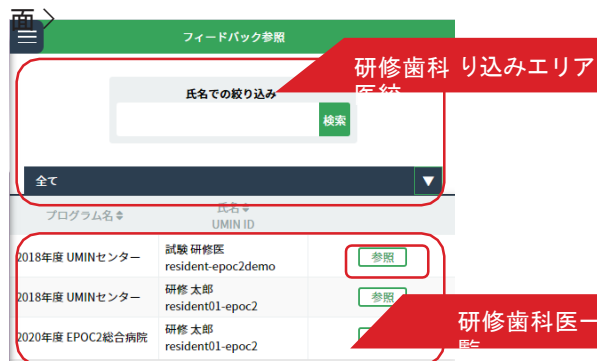 面>
フィードバック参照
研修歯科 り込みエリア
医絞
氏名での絞り込み
検索
全て ▼
プログラム名 氏名
UMIN ID
2018年度 UMINセンター 試験 研修医 参照
resident-epoc2demo
2018年度 UMINセンター 研修 太郎 参照
resident01-epoc2
2020年度 EPOC2総合病院 研修 太郎
resident01-epoc2
研修歯科医一
覧